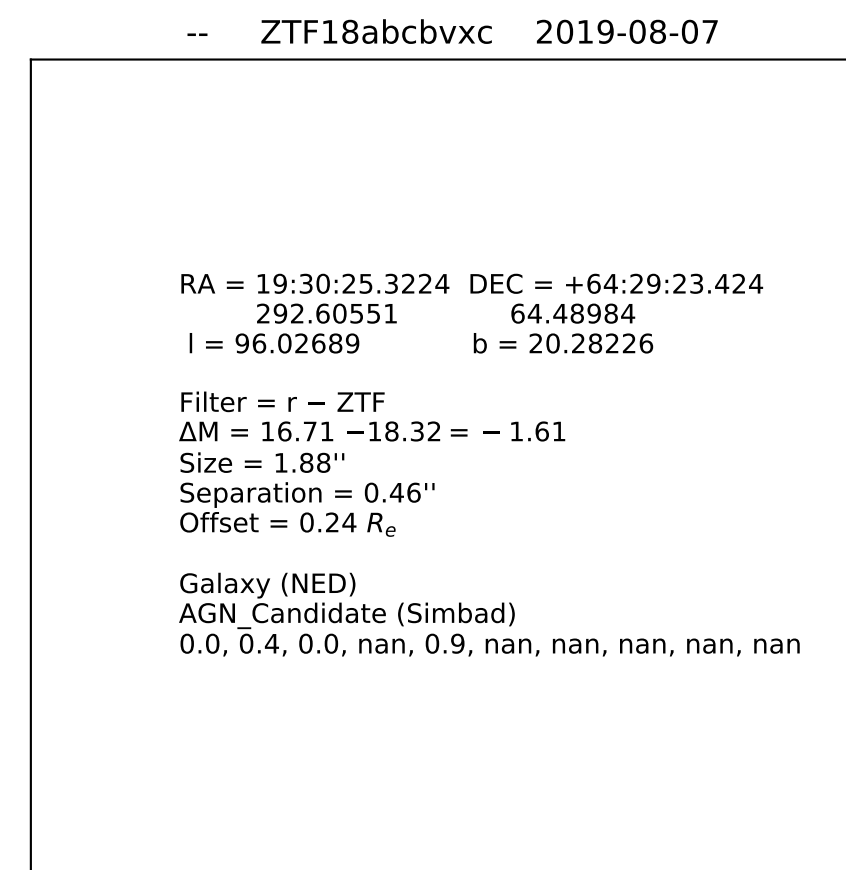 -- ZTF18abcbvxc 2019-08-07
RA = 19:30:25.3224 DEC = +64:29:23.424
292.60551 64.48984
l = 96.02689 b = 20.28226
Filter = r − ZTF
ΔM = 16.71 −18.32 = − 1.61
Size = 1.88''
Separation = 0.46''
Offset = 0.24 Rₑ
Galaxy (NED)
AGN_Candidate (Simbad)
0.0, 0.4, 0.0, nan, 0.9, nan, nan, nan, nan, nan